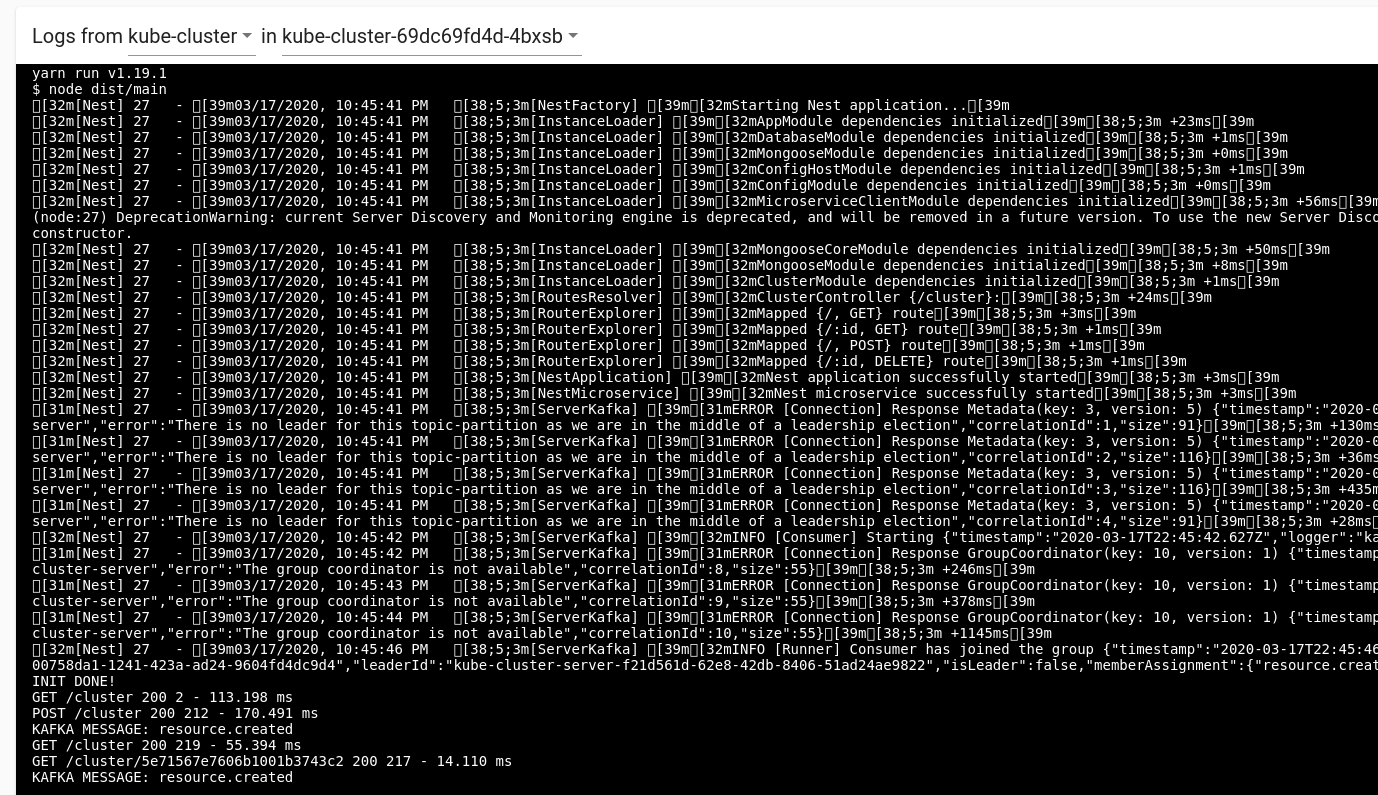 Logs from kube-cluster in kube-cluster-69dc69fd4d-4bxsb
yarn run v1.19.1
$ node dist/main
[32m[Nest] 27   - [39m03/17/2020, 10:45:41 PM   [38;5;3m[NestFactory] [39m[32mStarting Nest application...[39m
[32m[Nest] 27   - [39m03/17/2020, 10:45:41 PM   [38;5;3m[InstanceLoader] [39m[32mAppModule dependencies initialized[39m[38;5;3m +23ms[39m
[32m[Nest] 27   - [39m03/17/2020, 10:45:41 PM   [38;5;3m[InstanceLoader] [39m[32mDatabaseModule dependencies initialized[39m[38;5;3m +1ms[39m
[32m[Nest] 27   - [39m03/17/2020, 10:45:41 PM   [38;5;3m[InstanceLoader] [39m[32mMongooseModule dependencies initialized[39m[38;5;3m +0ms[39m
[32m[Nest] 27   - [39m03/17/2020, 10:45:41 PM   [38;5;3m[InstanceLoader] [39m[32mConfigHostModule dependencies initialized[39m[38;5;3m +1ms[39m
[32m[Nest] 27   - [39m03/17/2020, 10:45:41 PM   [38;5;3m[InstanceLoader] [39m[32mConfigModule dependencies initialized[39m[38;5;3m +0ms[39m
[32m[Nest] 27   - [39m03/17/2020, 10:45:41 PM   [38;5;3m[InstanceLoader] [39m[32mMicroserviceClientModule dependencies initialized[39m[38;5;3m +56ms[39m
(node:27) DeprecationWarning: current Server Discovery and Monitoring engine is deprecated, and will be removed in a future version. To use the new Server Disco
constructor.
[32m[Nest] 27   - [39m03/17/2020, 10:45:41 PM   [38;5;3m[InstanceLoader] [39m[32mMongooseCoreModule dependencies initialized[39m[38;5;3m +50ms[39m
[32m[Nest] 27   - [39m03/17/2020, 10:45:41 PM   [38;5;3m[InstanceLoader] [39m[32mMongooseModule dependencies initialized[39m[38;5;3m +8ms[39m
[32m[Nest] 27   - [39m03/17/2020, 10:45:41 PM   [38;5;3m[InstanceLoader] [39m[32mClusterModule dependencies initialized[39m[38;5;3m +1ms[39m
[32m[Nest] 27   - [39m03/17/2020, 10:45:41 PM   [38;5;3m[RoutesResolver] [39m[32mClusterController {/cluster}:[39m[38;5;3m +24ms[39m
[32m[Nest] 27   - [39m03/17/2020, 10:45:41 PM   [38;5;3m[RouterExplorer] [39m[32mMapped {/, GET} route[39m[38;5;3m +3ms[39m
[32m[Nest] 27   - [39m03/17/2020, 10:45:41 PM   [38;5;3m[RouterExplorer] [39m[32mMapped {/:id, GET} route[39m[38;5;3m +1ms[39m
[32m[Nest] 27   - [39m03/17/2020, 10:45:41 PM   [38;5;3m[RouterExplorer] [39m[32mMapped {/, POST} route[39m[38;5;3m +1ms[39m
[32m[Nest] 27   - [39m03/17/2020, 10:45:41 PM   [38;5;3m[RouterExplorer] [39m[32mMapped {/:id, DELETE} route[39m[38;5;3m +1ms[39m
[32m[Nest] 27   - [39m03/17/2020, 10:45:41 PM   [38;5;3m[NestApplication] [39m[32mNest application successfully started[39m[38;5;3m +3ms[39m
[32m[Nest] 27   - [39m03/17/2020, 10:45:41 PM   [38;5;3m[NestMicroservice] [39m[32mNest microservice successfully started[39m[38;5;3m +3ms[39m
[31m[Nest] 27   - [39m03/17/2020, 10:45:41 PM   [38;5;3m[ServerKafka] [39m[31mERROR [Connection] Response Metadata(key: 3, version: 5) {"timestamp":"2020-0
server","error":"There is no leader for this topic-partition as we are in the middle of a leadership election","correlationId":1,"size":91}[39m[38;5;3m +130ms
[31m[Nest] 27   - [39m03/17/2020, 10:45:41 PM   [38;5;3m[ServerKafka] [39m[31mERROR [Connection] Response Metadata(key: 3, version: 5) {"timestamp":"2020-0
server","error":"There is no leader for this topic-partition as we are in the middle of a leadership election","correlationId":2,"size":116}[39m[38;5;3m +36ms
[31m[Nest] 27   - [39m03/17/2020, 10:45:41 PM   [38;5;3m[ServerKafka] [39m[31mERROR [Connection] Response Metadata(key: 3, version: 5) {"timestamp":"2020-0
server","error":"There is no leader for this topic-partition as we are in the middle of a leadership election","correlationId":3,"size":116}[39m[38;5;3m +435m
[31m[Nest] 27   - [39m03/17/2020, 10:45:41 PM   [38;5;3m[ServerKafka] [39m[31mERROR [Connection] Response Metadata(key: 3, version: 5) {"timestamp":"2020-0
server","error":"There is no leader for this topic-partition as we are in the middle of a leadership election","correlationId":4,"size":91}[39m[38;5;3m +28ms
[32m[Nest] 27   - [39m03/17/2020, 10:45:42 PM   [38;5;3m[ServerKafka] [39m[32mINFO [Consumer] Starting {"timestamp":"2020-03-17T22:45:42.627Z","logger":"ka
[31m[Nest] 27   - [39m03/17/2020, 10:45:42 PM   [38;5;3m[ServerKafka] [39m[31mERROR [Connection] Response GroupCoordinator(key: 10, version: 1) {"timestamp
cluster-server","error":"The group coordinator is not available","correlationId":8,"size":55}[39m[38;5;3m +246ms[39m
[31m[Nest] 27   - [39m03/17/2020, 10:45:43 PM   [38;5;3m[ServerKafka] [39m[31mERROR [Connection] Response GroupCoordinator(key: 10, version: 1) {"timestamp
cluster-server","error":"The group coordinator is not available","correlationId":9,"size":55}[39m[38;5;3m +378ms[39m
[31m[Nest] 27   - [39m03/17/2020, 10:45:44 PM   [38;5;3m[ServerKafka] [39m[31mERROR [Connection] Response GroupCoordinator(key: 10, version: 1) {"timestamp
cluster-server","error":"The group coordinator is not available","correlationId":10,"size":55}[39m[38;5;3m +1145ms[39m
[32m[Nest] 27   - [39m03/17/2020, 10:45:46 PM   [38;5;3m[ServerKafka] [39m[32mINFO [Runner] Consumer has joined the group {"timestamp":"2020-03-17T22:45:46
00758da1-1241-423a-ad24-9604fd4dc9d4","leaderId":"kube-cluster-server-f21d561d-62e8-42db-8406-51ad24ae9822","isLeader":false,"memberAssignment":{"resource.creat
INIT DONE!
GET /cluster 200 2 - 113.198 ms
POST /cluster 200 212 - 170.491 ms
KAFKA MESSAGE: resource.created
GET /cluster 200 219 - 55.394 ms
GET /cluster/5e71567e7606b1001b3743c2 200 217 - 14.110 ms
KAFKA MESSAGE: resource.created